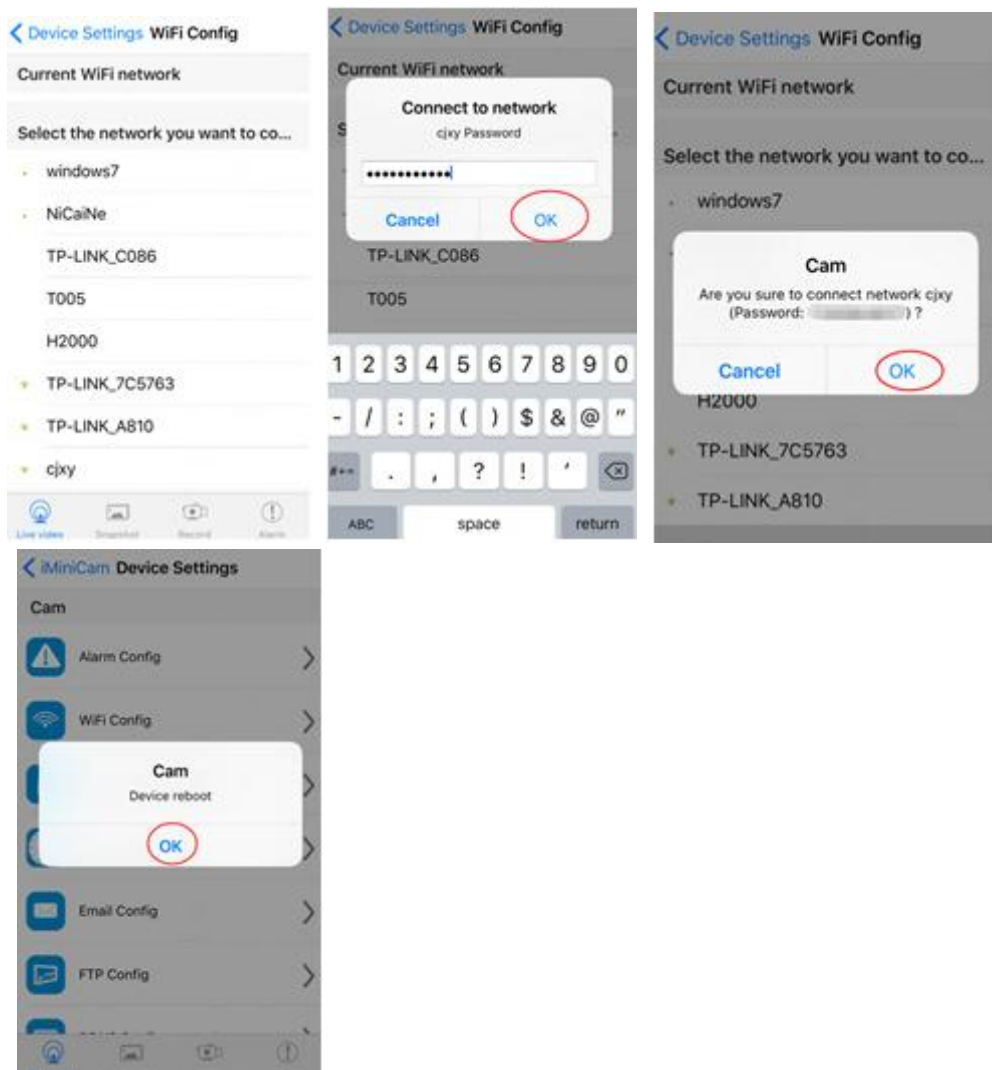 Device Settings WiFi Config
Current WiFi network
Select the network you want to co...
windows7
NiCaiNe
TP-LINK_C086
T005
H2000
TP-LINK_7C5763
TP-LINK_A810
cjxy
Live video Snapshot Record Alarm
Device Settings WiFi Config
Current WiFi network
S
Connect to network
cjxy Password
•••••••••••
Cancel OK
TP-LINK_C086
T005
1 2 3 4 5 6 7 8 9 0
- / : ; ( ) $ & @ "
#+= . , ? ! ' 
ABC space return
Device Settings WiFi Config
Current WiFi network
Select the network you want to co...
windows7
Cam
Are you sure to connect network cjxy
(Password: ) ?
Cancel OK
H2000
TP-LINK_7C5763
TP-LINK_A810
iMiniCam Device Settings
Cam
Alarm Config
WiFi Config
Cam
Device reboot
OK
Email Config
FTP Config